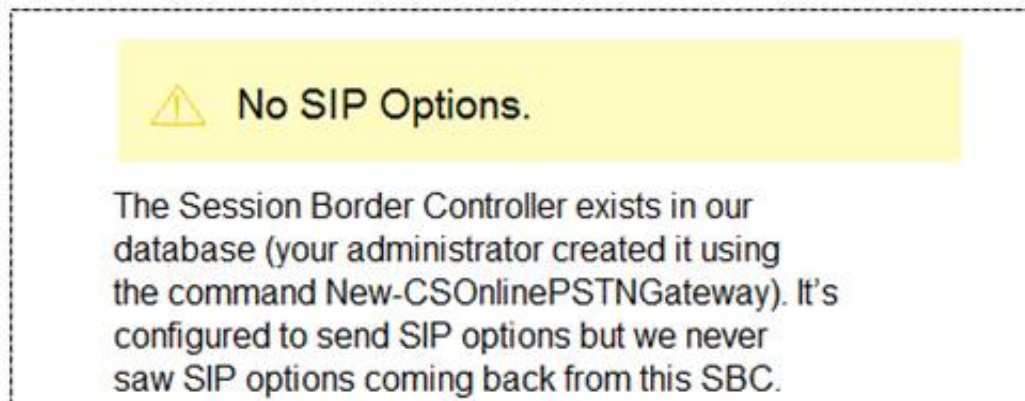 No SIP Options.
The Session Border Controller exists in our
database (your administrator created it using
the command New-CSOnlinePSTNGateway). It's
configured to send SIP options but we never
saw SIP options coming back from this SBC.